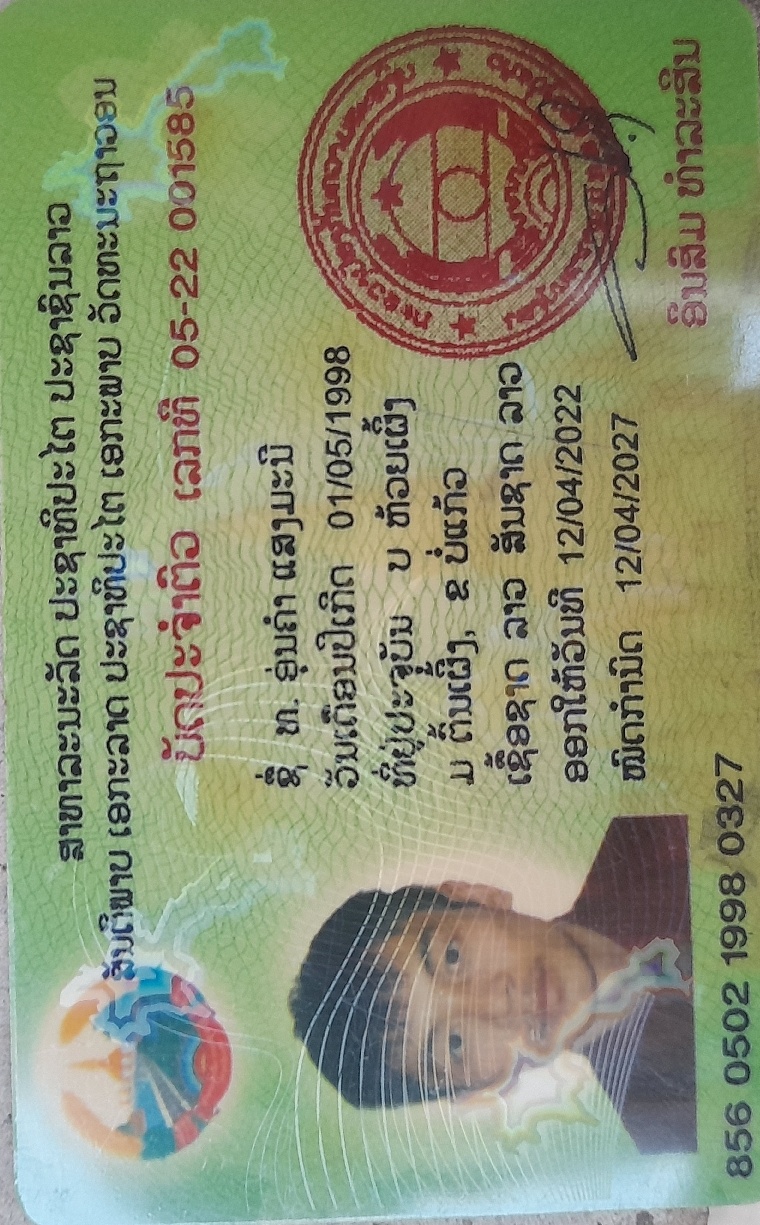 ສາທາລະນະລັດ ປະຊາທິປະໄຕ ປະຊາຊົນລາວ
ສັນຕິພາບ ເອກະລາດ ປະຊາທິປະໄຕ ເອກະພາບ ວັດທະນະຖາວອນ
ບັດປະຈຳຕົວ ເລກທີ 05-22 001585
ຊື່ ທ. ອຸ່ນຄຳ ແສງມະນີ
ວັນເດືອນປີເກີດ 01/05/1998
ທີ່ຢູ່ປະຈຸບັນ ບ ຫ້ວຍເຜິ້ງ
ມ ຕົ້ນເຜິ້ງ, ຂ ບໍ່ແກ້ວ
ເຊື້ອຊາດ ລາວ ສັນຊາດ ລາວ
ອອກໃຫ້ວັນທີ 12/04/2022
ໝົດກຳນົດ 12/04/2027
ອິນສົມ ທຳລະສິນ
856 0502 1998 0327